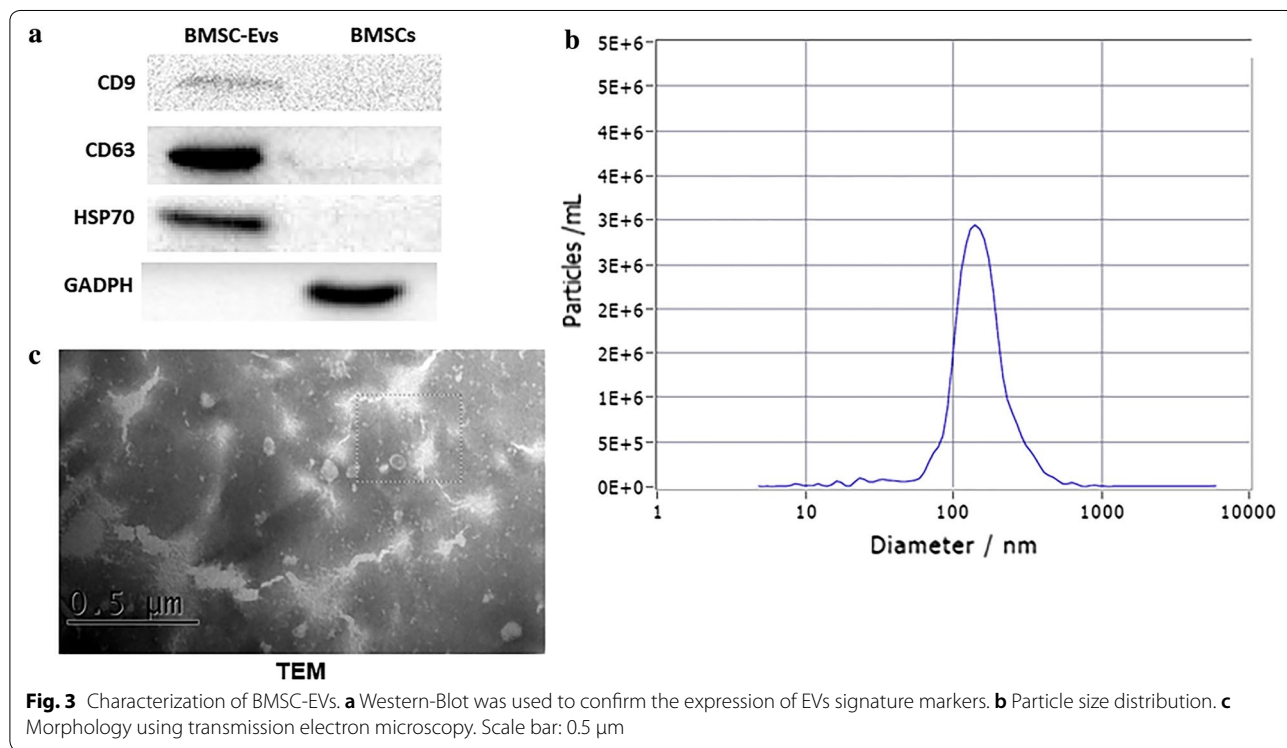 a
BMSC-Evs BMSCs
CD9
CD63
HSP70
GADPH
b
5E+6
5E+6
4E+6
4E+6
3E+6
3E+6
2E+6
2E+6
1E+6
5E+5
0E+0
Particles /mL
1 10 100 1000 10000
Diameter / nm
c
0.5 µm
TEM
Fig. 3 Characterization of BMSC-EVs. a Western-Blot was used to confirm the expression of EVs signature markers. b Particle size distribution. c
Morphology using transmission electron microscopy. Scale bar: 0.5 µm